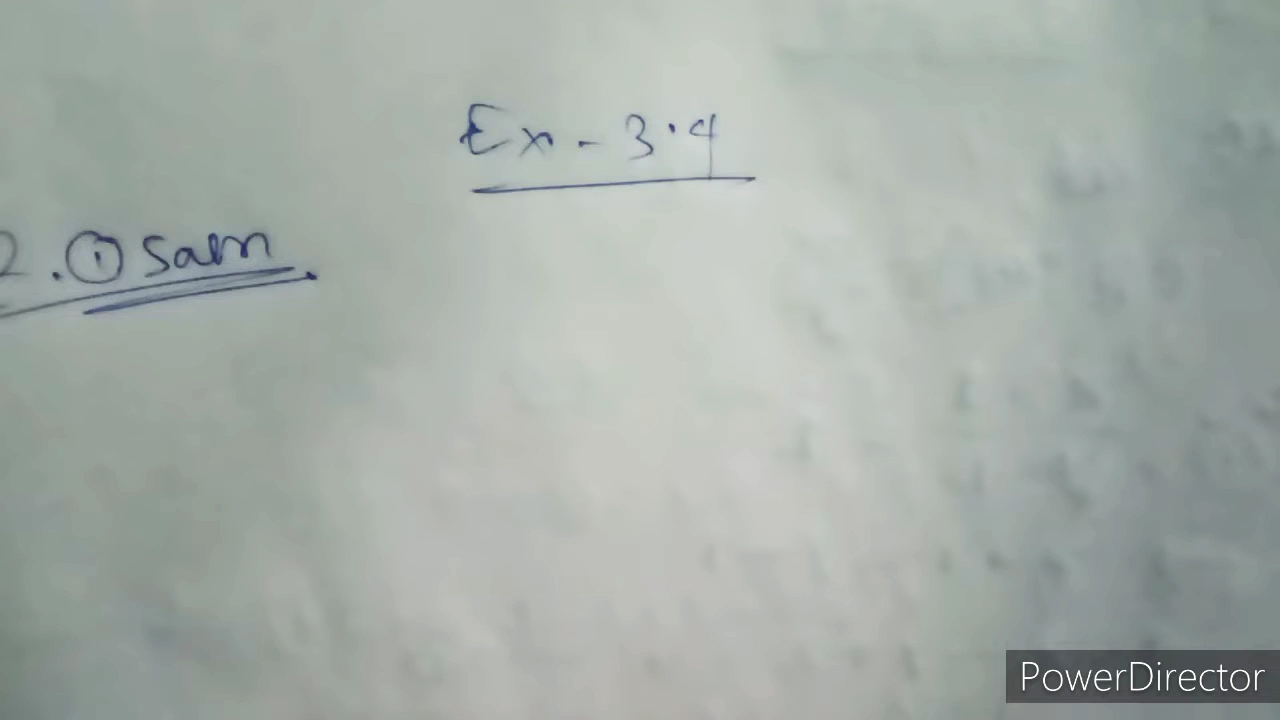 Ex - 3.4
2. ① Sam
PowerDirector